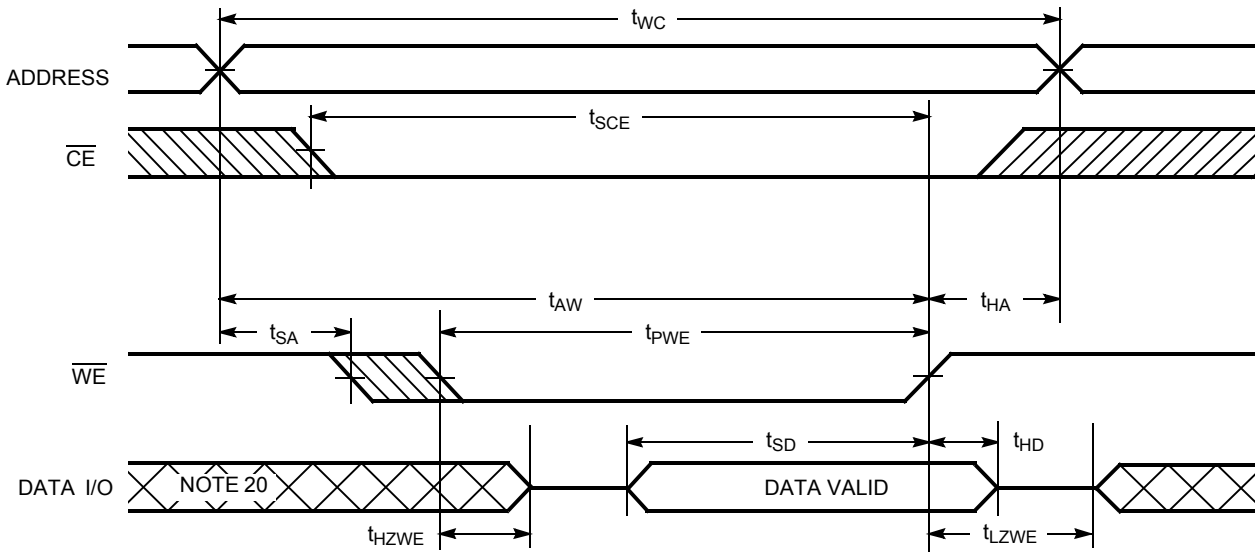 tWC
ADDRESS
tSCE
CE
tAW
tHA
tSA
tPWE
WE
tSD
tHD
DATA I/O
NOTE 20
DATA VALID
tHZWE
tLZWE